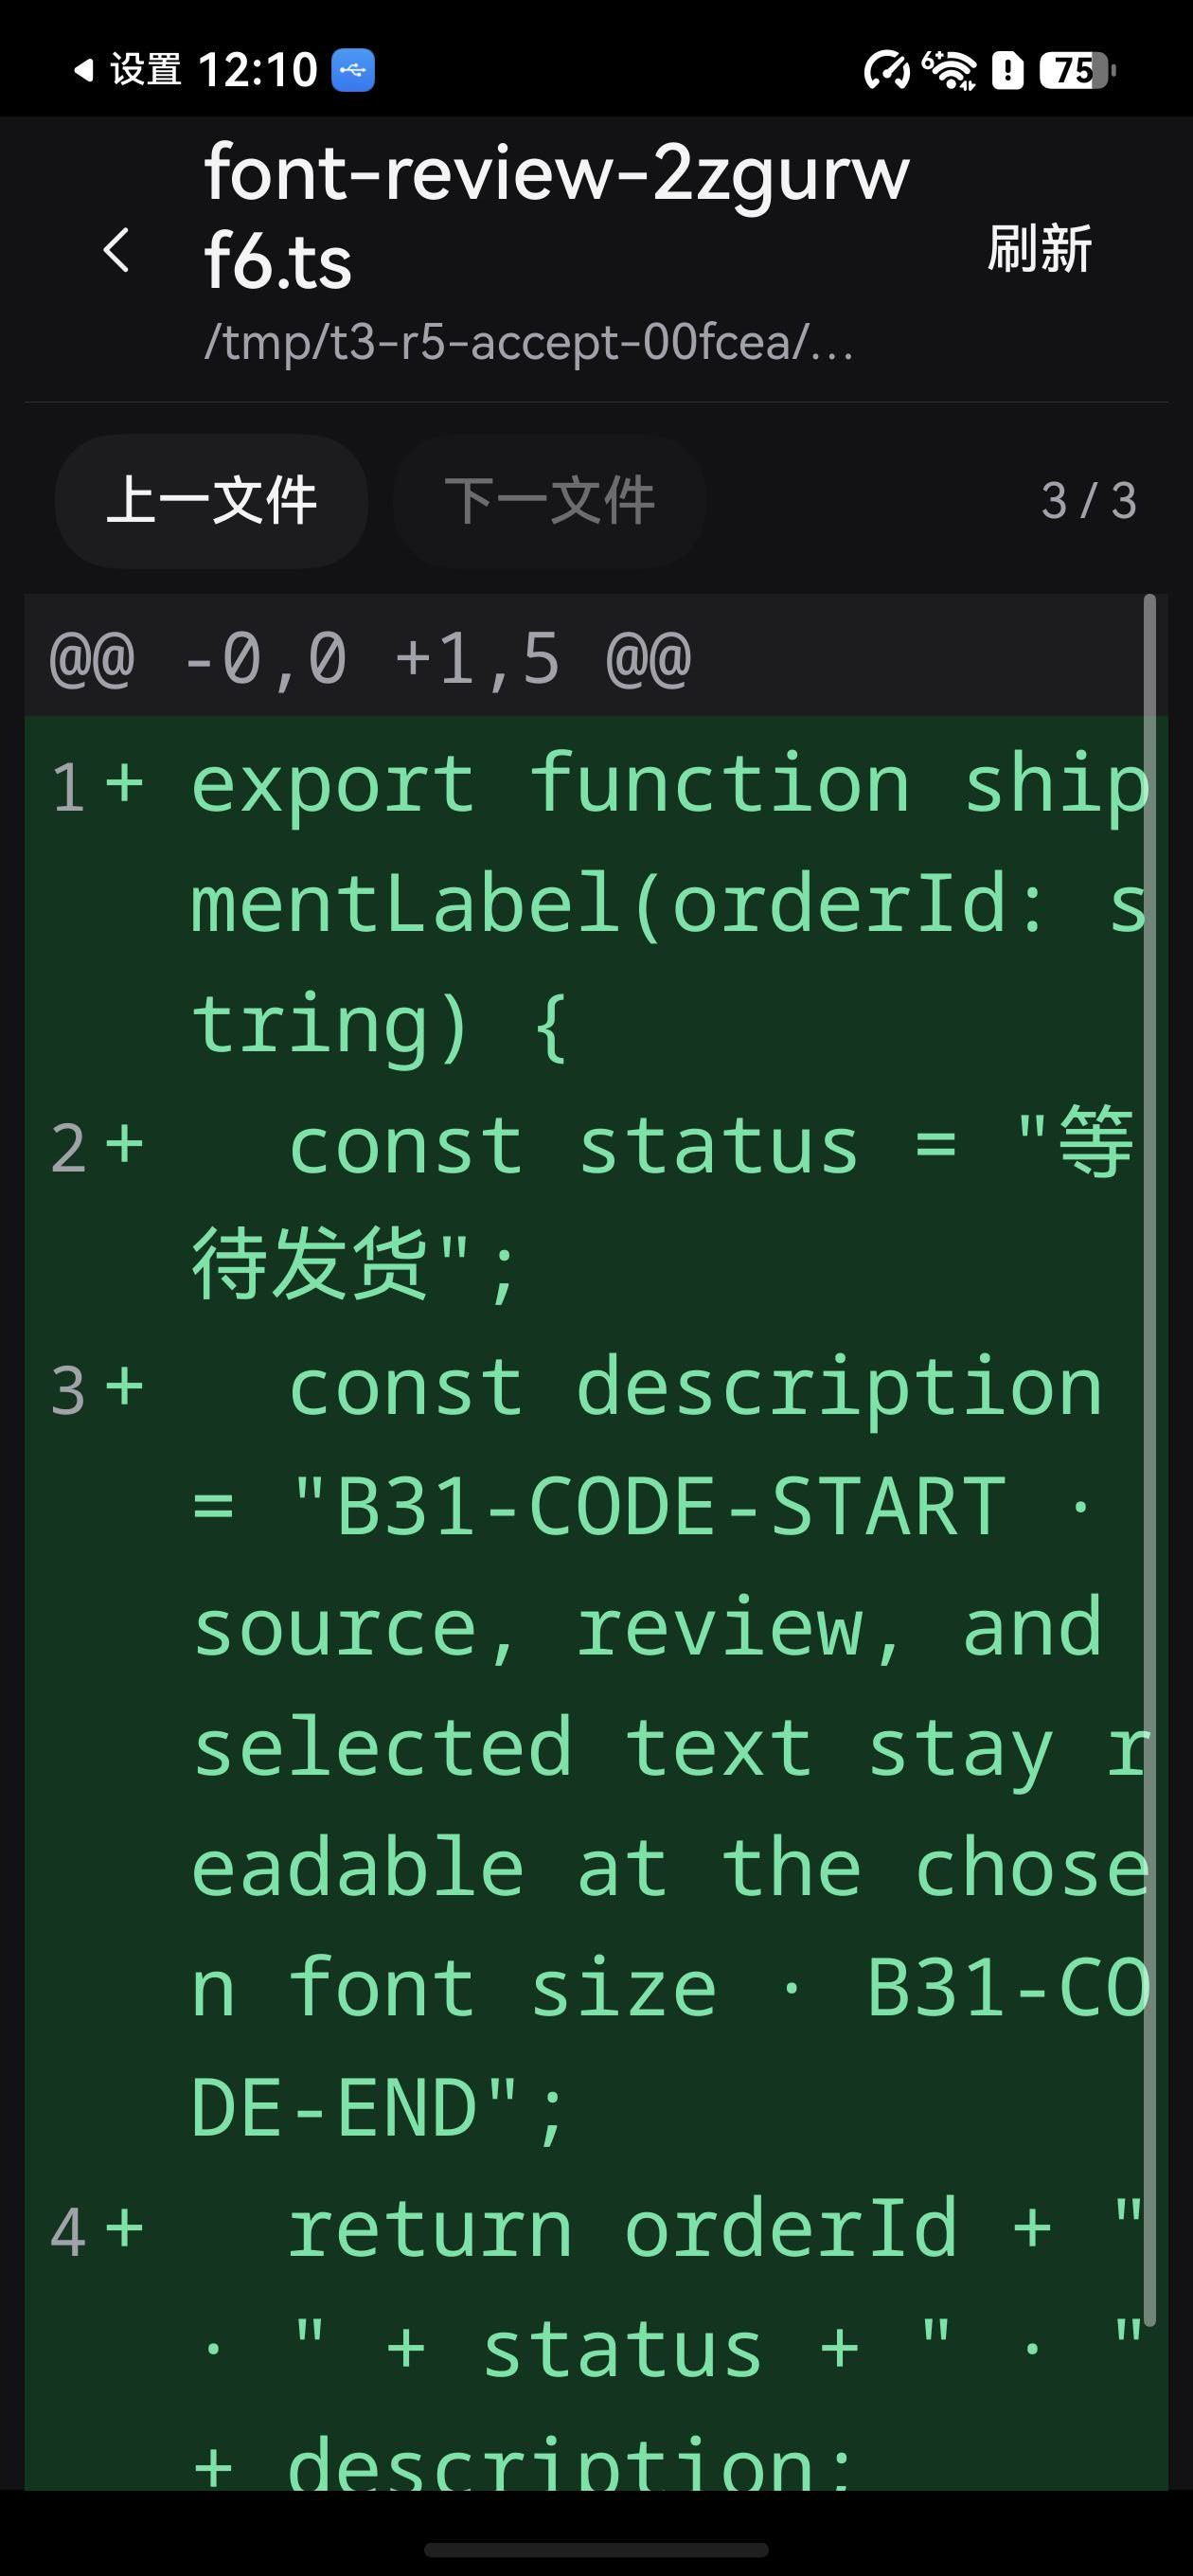 设置 12:10 75
font-review-2zgurw
f6.ts
刷新
/tmp/t3-r5-accept-00fcea/...
上一文件 下一文件 3 / 3
@@ -0,0 +1,5 @@
1 + export function ship
mentLabel(orderId: s
tring) {
2 +   const status = "等
待发货";
3 +   const description
= "B31-CODE-START ·
source, review, and
selected text stay r
eadable at the chose
n font size · B31-CO
DE-END";
4 +   return orderId + "
· " + status + " · "
+ description;